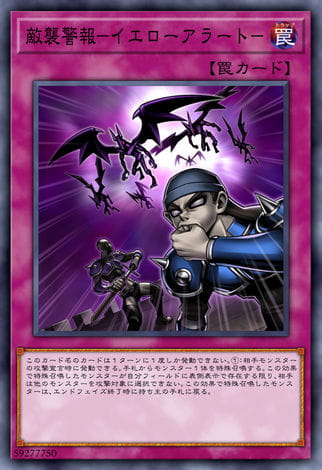 敵襲警報−イエローアラート−
トラップ
罠
【罠カード】
このカード名のカードは１ターンに１度しか発動できない。①：相手モンスター
の攻撃宣言時に発動できる。手札からモンスター１体を特殊召喚する。この効果
で特殊召喚したモンスターが自分フィールドに表側表示で存在する限り、相手
は他のモンスターを攻撃対象に選択できない。この効果で特殊召喚したモンス
ターは、エンドフェイズ終了時に持ち主の手札に戻る。
59277750